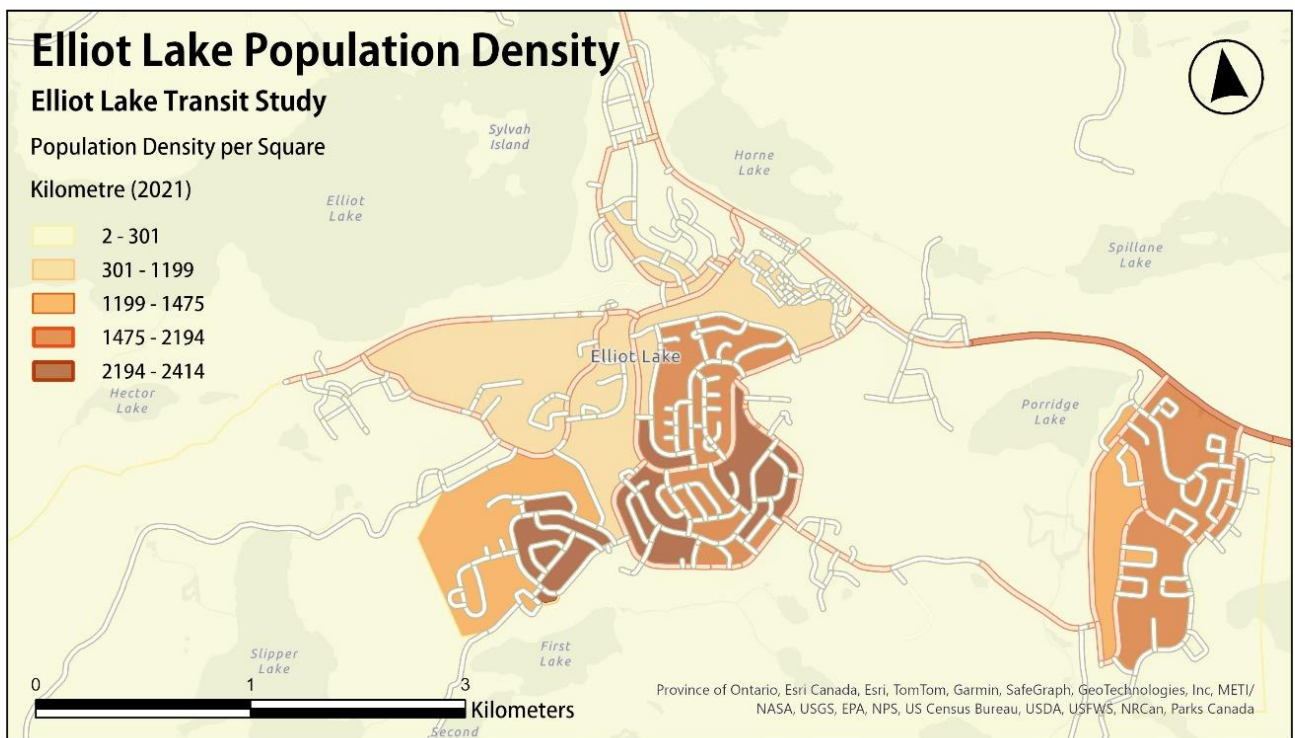 Elliot Lake Population Density
Elliot Lake Transit Study
Population Density per Square
Kilometre (2021)
2 - 301
301 - 1199
1199 - 1475
1475 - 2194
2194 - 2414
Sylvah
Island
Horne
Lake
Elliot
Lake
Spillane
Lake
Elliot Lake
Hector
Lake
Porridge
Lake
Slipper
Lake
First
Lake
0 1 3
Kilometers
Second
Province of Ontario, Esri Canada, Esri, TomTom, Garmin, SafeGraph, GeoTechnologies, Inc, METI/
NASA, USGS, EPA, NPS, US Census Bureau, USDA, USFWS, NRCan, Parks Canada